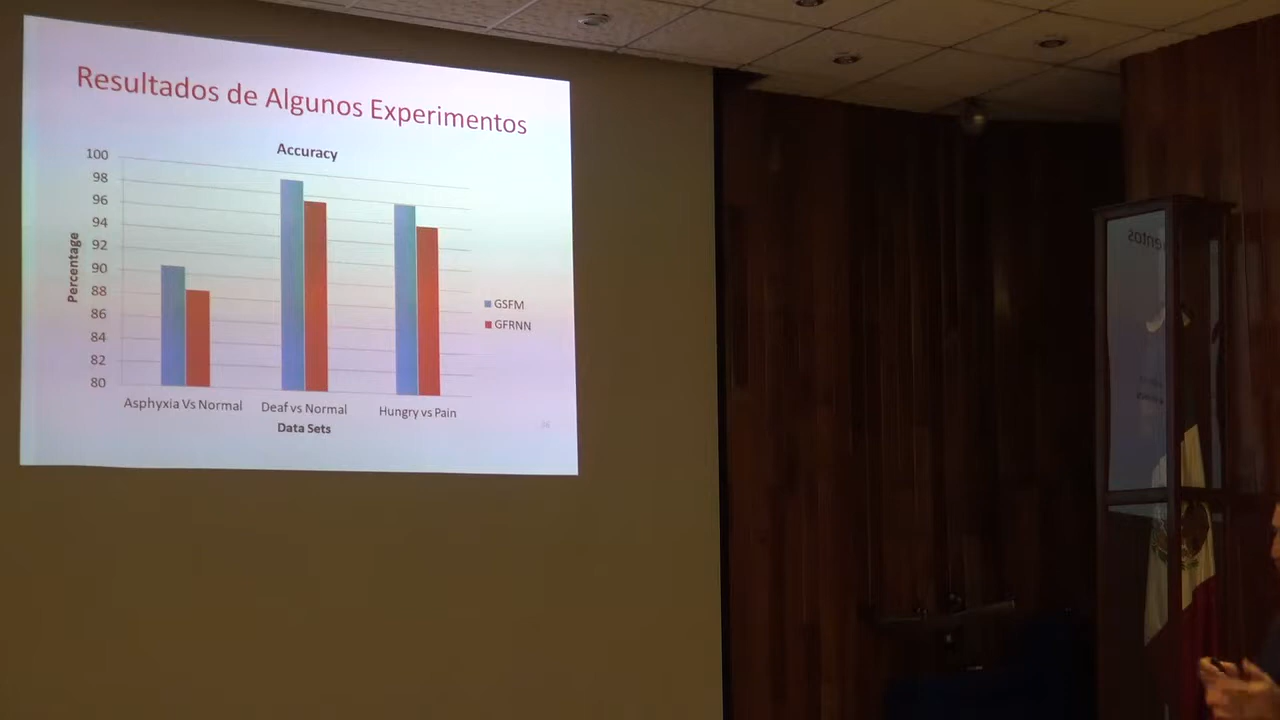 Resultados de Algunos Experimentos
Accuracy
100
98
96
94
92
90
88
86
84
82
80
Percentage
GSFM
GFRNN
Asphyxia Vs Normal
Deaf vs Normal
Hungry vs Pain
Data Sets